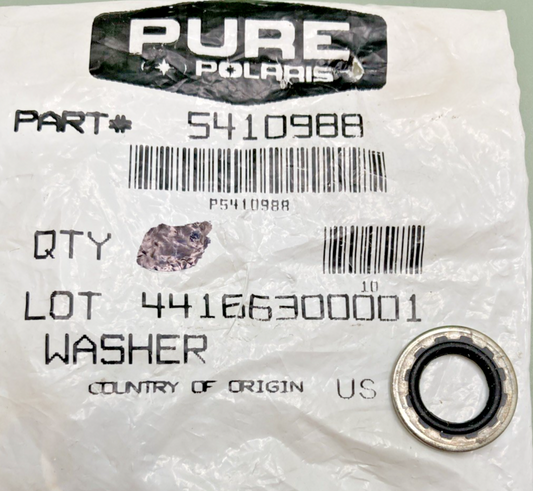 PURE
POLARIS
PART# 5410988
P5410988
QTY
10
LOT 44166300001
WASHER
COUNTRY OF ORIGIN US